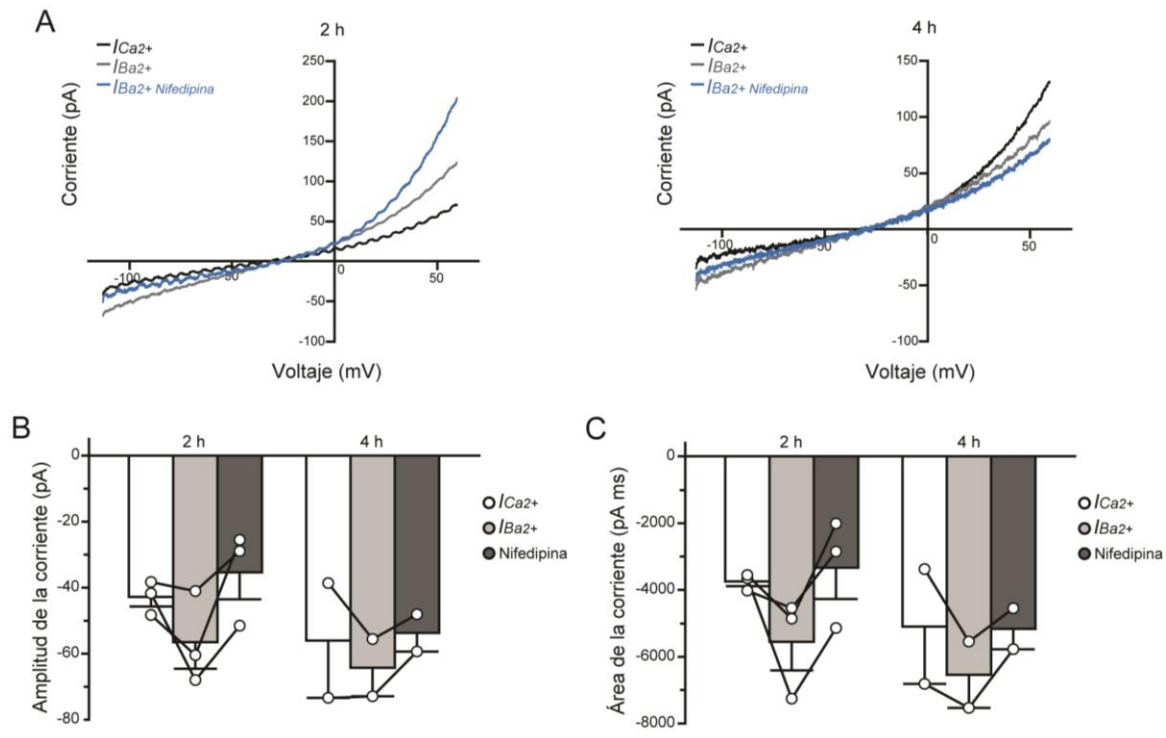 A
2 h
ICa2+
IBa2+
IBa2+ Nifedipina
Corriente (pA)
250
200
150
100
50
0
-50
-100
-100
-50
50
Voltaje (mV)
4 h
ICa2+
IBa2+
IBa2+ Nifedipina
Corriente (pA)
150
100
50
0
-50
-100
-100
-50
50
Voltaje (mV)
B
2 h
4 h
Amplitud de la corriente (pA)
0
-20
-40
-60
-80
ICa2+
IBa2+
Nifedipina
C
2 h
4 h
Área de la corriente (pA ms)
0
-2000
-4000
-6000
-8000
ICa2+
IBa2+
Nifedipina